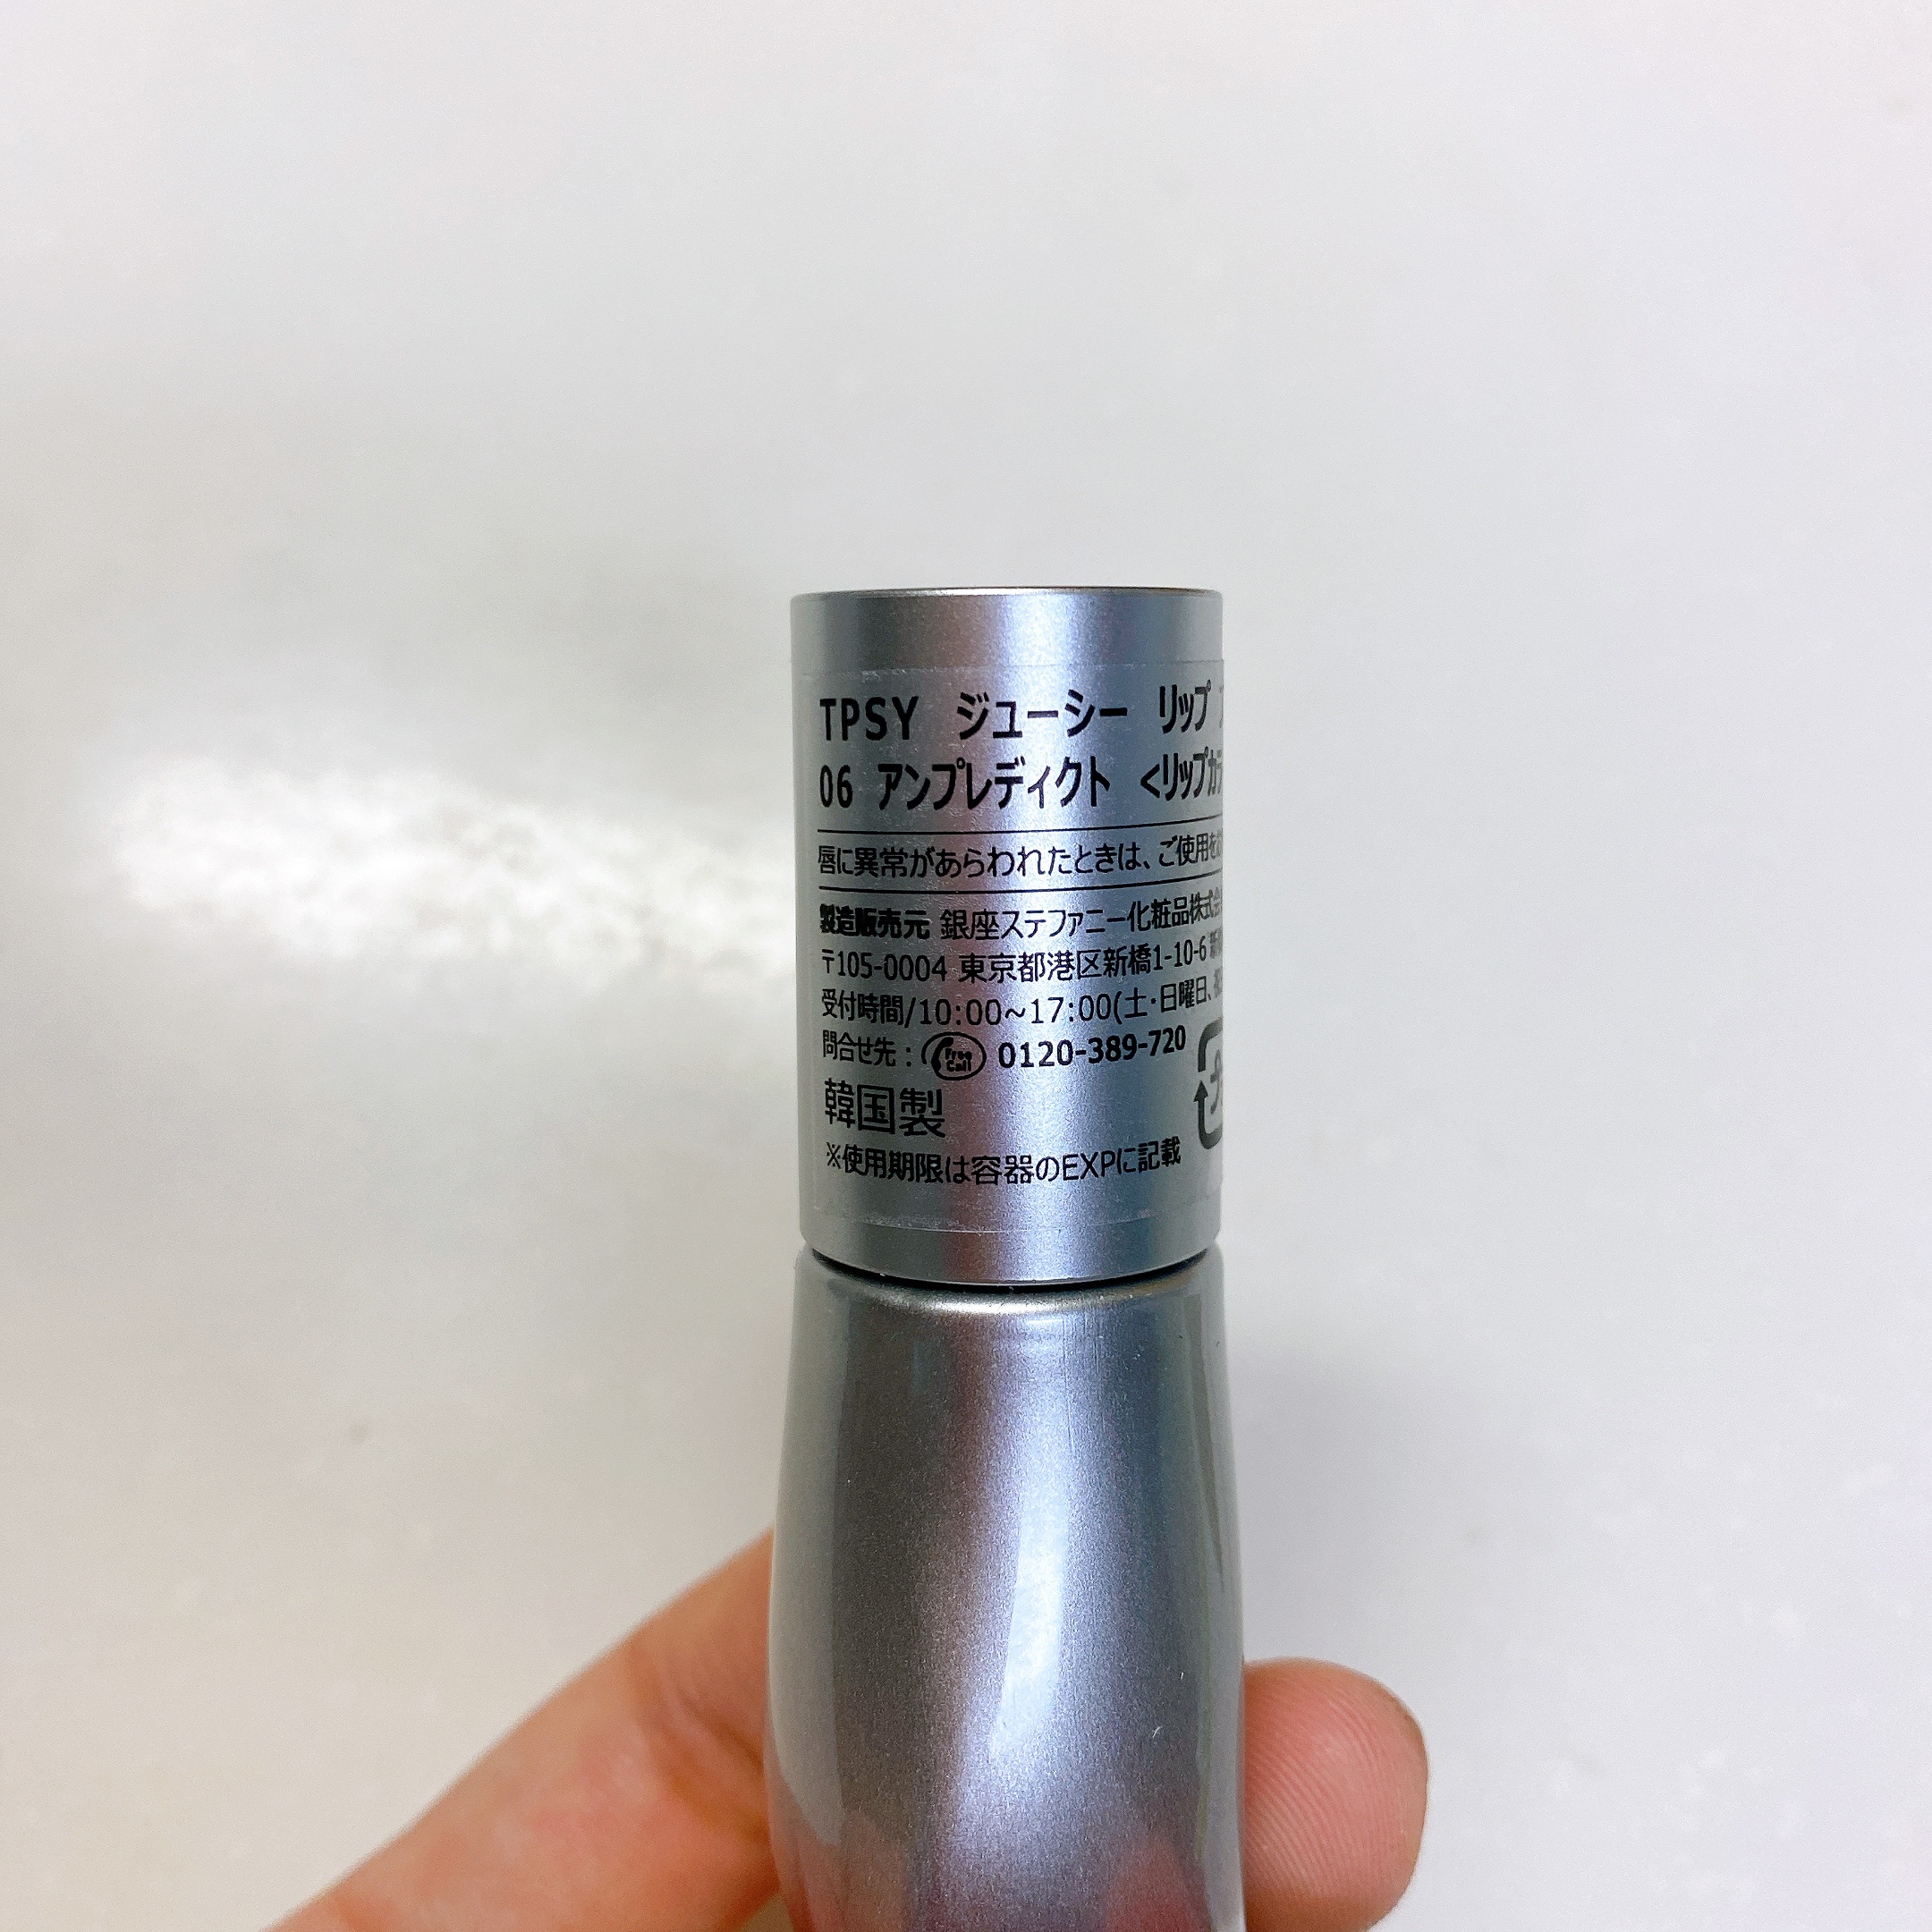 TPSY ジューシー リップ
06 アンプレディクト <リップカラ
唇に異常があらわれたときは、ご使用を
製造販売元 銀座ステファニー化粧品株式会
〒105-0004 東京都港区新橋1-10-6
受付時間/10:00~17:00(土・日曜日、祝
問合せ先 : Free Call 0120-389-720
韓国製
※使用期限は容器のEXPに記載